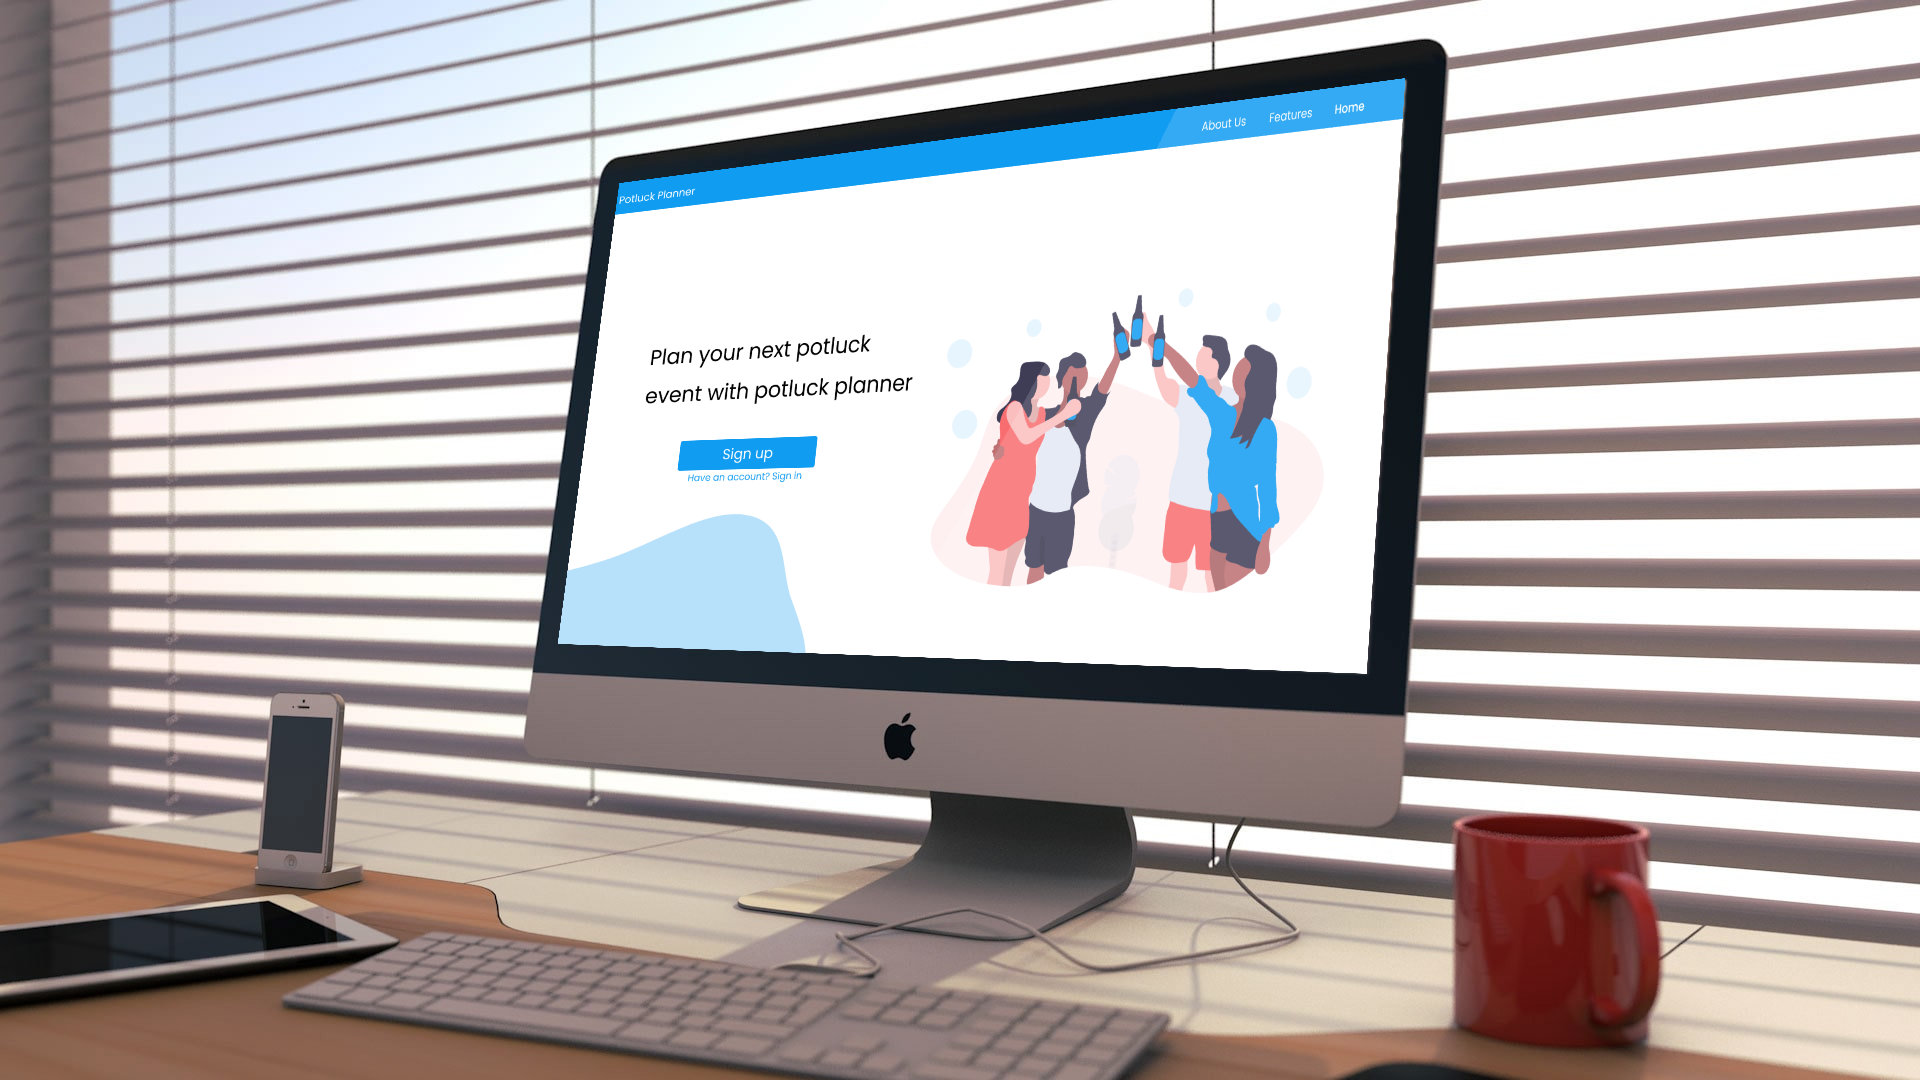 Potluck Planner
About Us
Features
Home
Plan your next potluck
event with potluck planner
Sign up
Have an account? Sign in